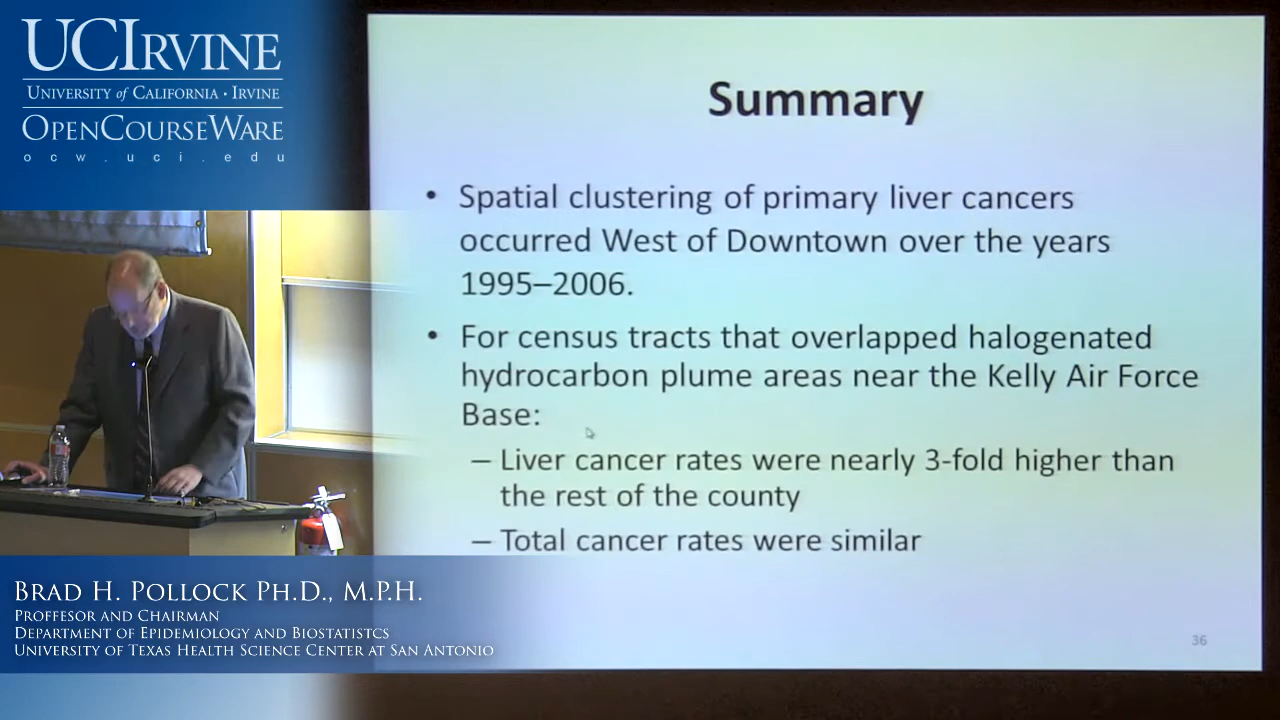 UCIRVINE
UNIVERSITY of CALIFORNIA · IRVINE
OPENCOURSEWARE
ocw.uci.edu
Summary
• Spatial clustering of primary liver cancers
occurred West of Downtown over the years
1995–2006.
• For census tracts that overlapped halogenated
hydrocarbon plume areas near the Kelly Air Force
Base:
– Liver cancer rates were nearly 3-fold higher than
the rest of the county
– Total cancer rates were similar
36
BRAD H. POLLOCK PH.D., M.P.H.
PROFFESOR AND CHAIRMAN
DEPARTMENT OF EPIDEMIOLOGY AND BIOSTATISTCS
UNIVERSITY OF TEXAS HEALTH SCIENCE CENTER AT SAN ANTONIO